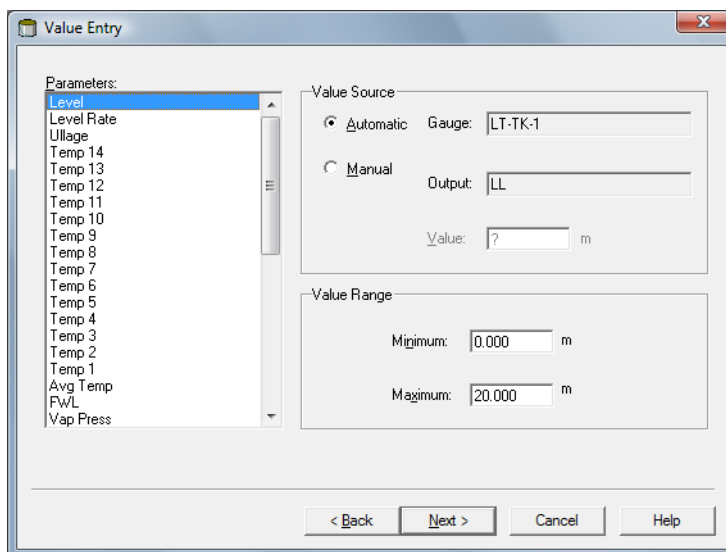 Value Entry
Parameters:
Level
Level Rate
Ullage
Temp 14
Temp 13
Temp 12
Temp 11
Temp 10
Temp 9
Temp 8
Temp 7
Temp 6
Temp 5
Temp 4
Temp 3
Temp 2
Temp 1
Avg Temp
FWL
Vap Press
Value Source
Automatic
Gauge: LT-TK-1
Manual
Output: LL
Value: ? m
Value Range
Minimum: 0.000 m
Maximum: 20.000 m
< Back
Next >
Cancel
Help